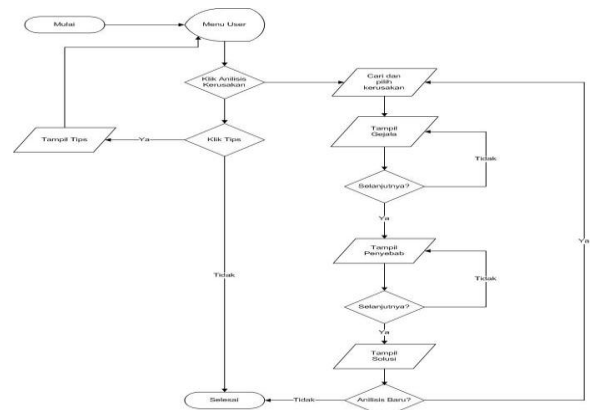 Mulai
Menu User
Klik Anilisis
Kerusakan
Cari dan
pilih
kerusakan
Tampil Tips
Ya
Klik Tips
Tampil
Gejala
Tidak
Selanjutnya?
Ya
Tampil
Penyebab
Ya
Tidak
Tidak
Selanjutnya?
Ya
Tampil
Solusi
Selesai
Tidak
Anilisis Baru?